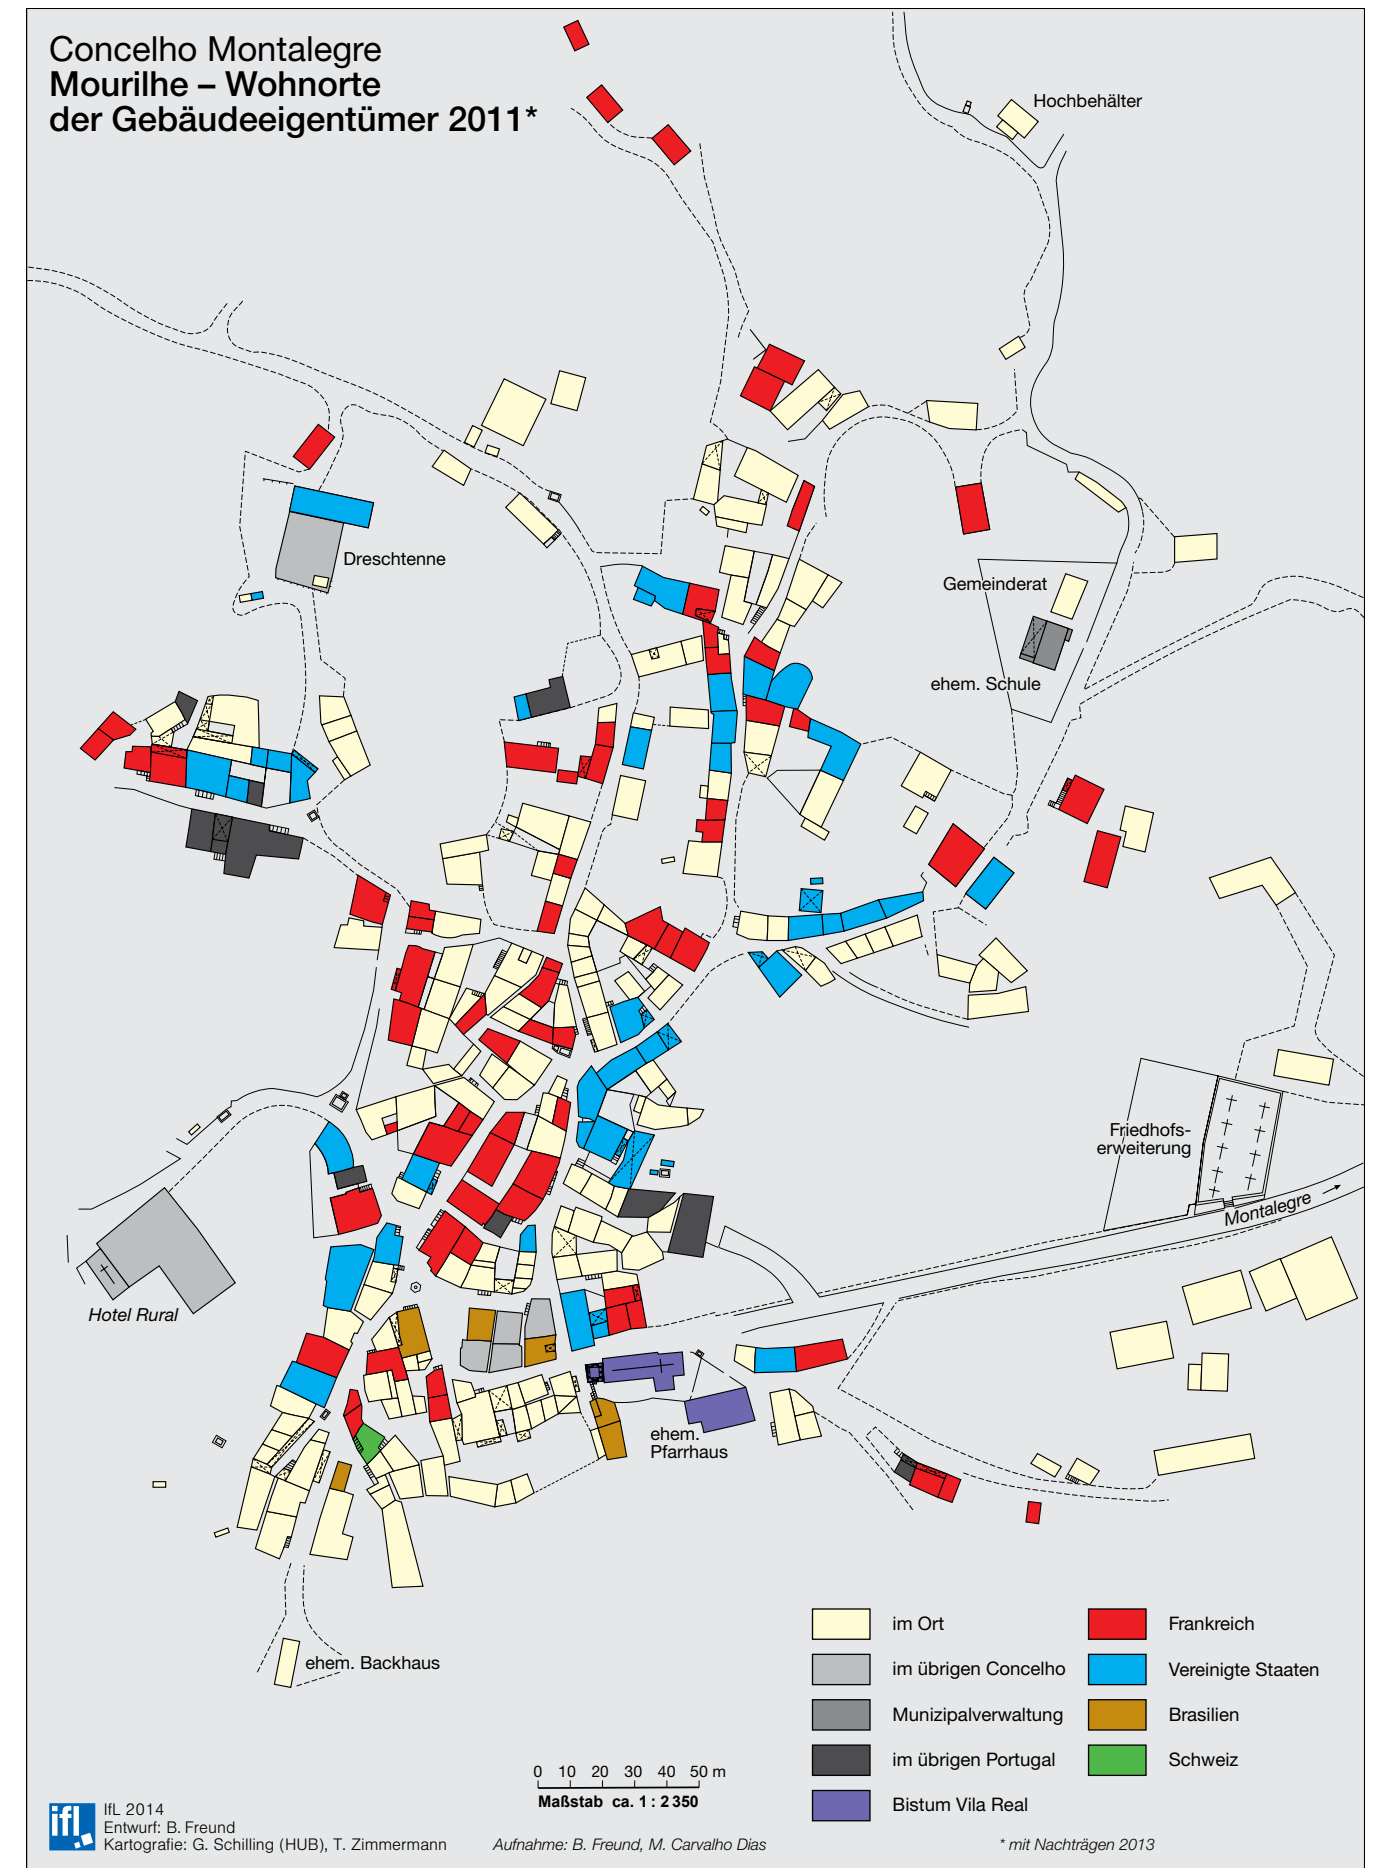 Concelho Montalegre
Mourilhe – Wohnorte
der Gebäudeeigentümer 2011*
Hochbehälter
Dreschtenne
Gemeinderat
ehem. Schule
Friedhofs-
erweiterung
Montalegre
Hotel Rural
ehem.
Pfarrhaus
ehem. Backhaus
im Ort
im übrigen Concelho
Munizipalverwaltung
im übrigen Portugal
Bistum Vila Real
Frankreich
Vereinigte Staaten
Brasilien
Schweiz
0 10 20 30 40 50 m
Maßstab ca. 1 : 2 350
ifl
IfL 2014
Entwurf: B. Freund
Kartografie: G. Schilling (HUB), T. Zimmermann
Aufnahme: B. Freund, M. Carvalho Dias
* mit Nachträgen 2013